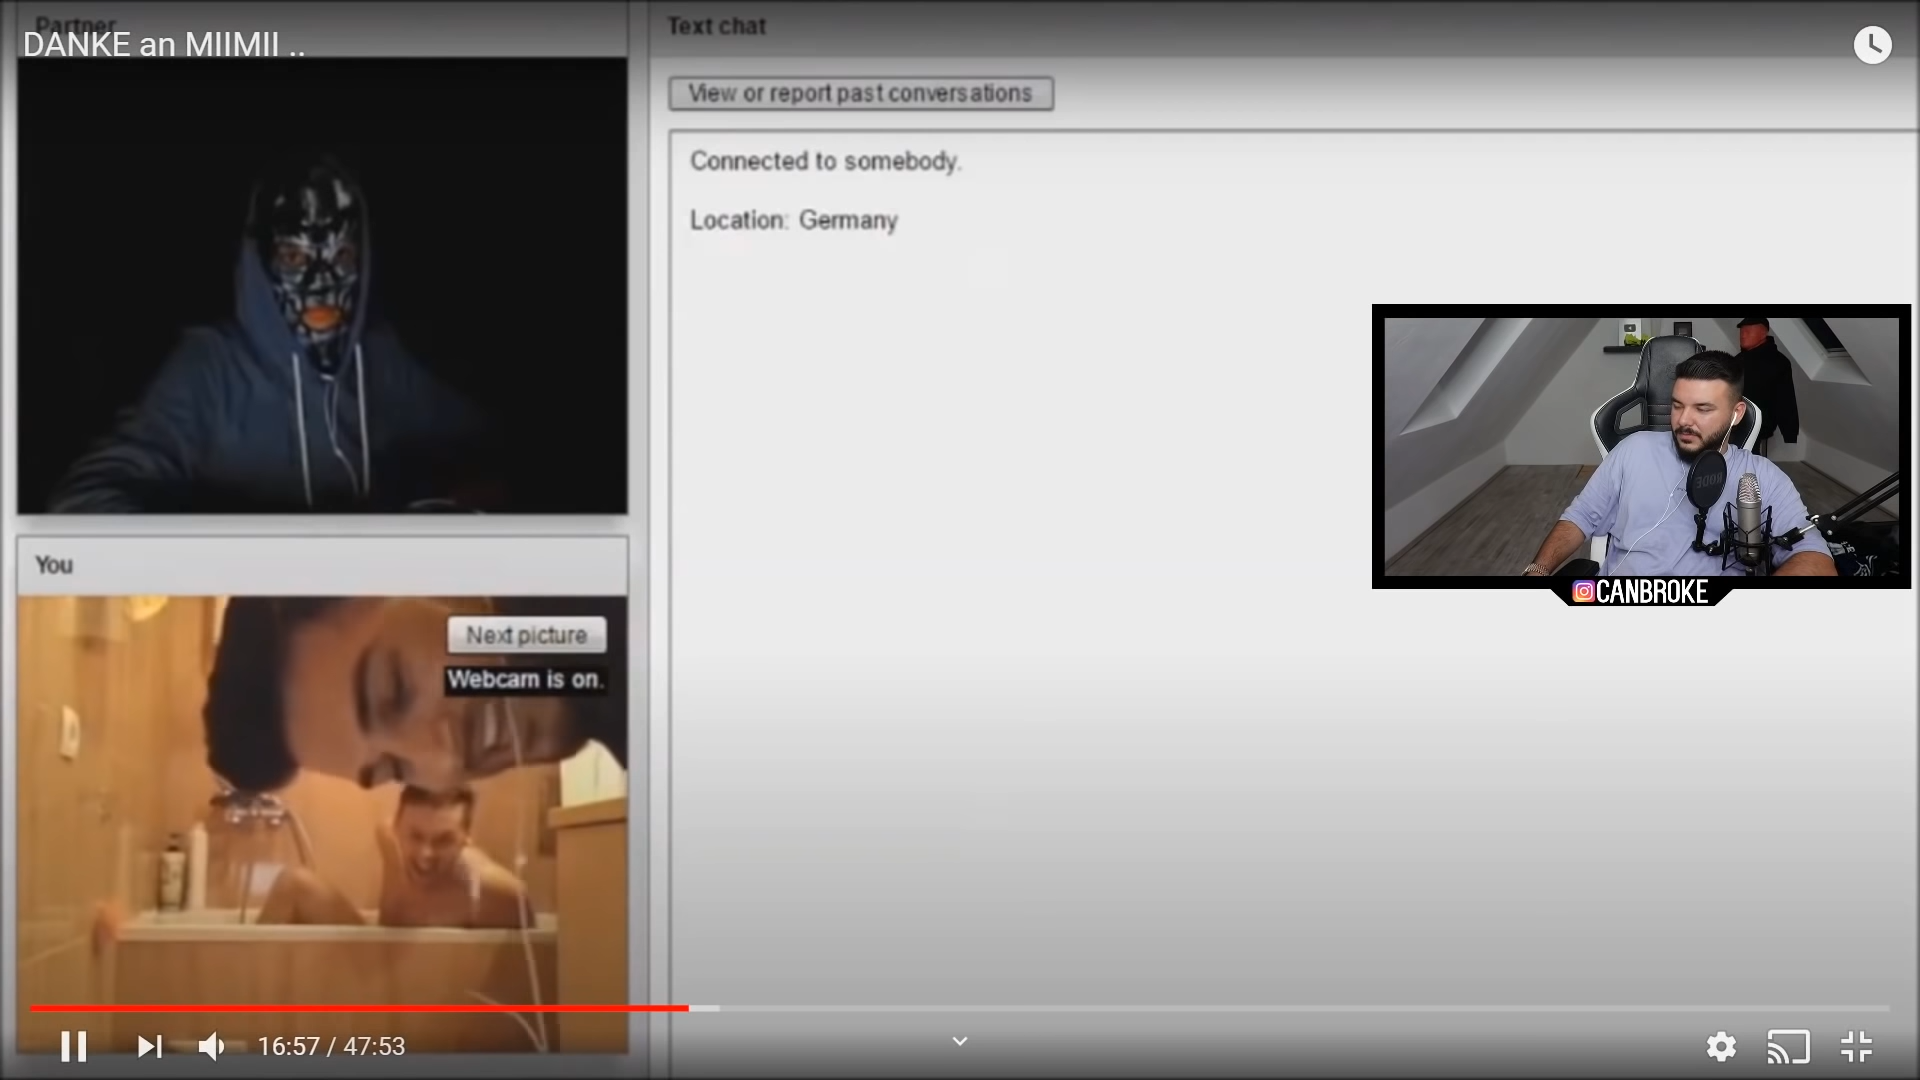 Partner
DANKE an MIIMII ..
Text chat
View or report past conversations
Connected to somebody.
Location: Germany
You
Next picture
Webcam is on.
RODE
CANBROKE
16:57 / 47:53